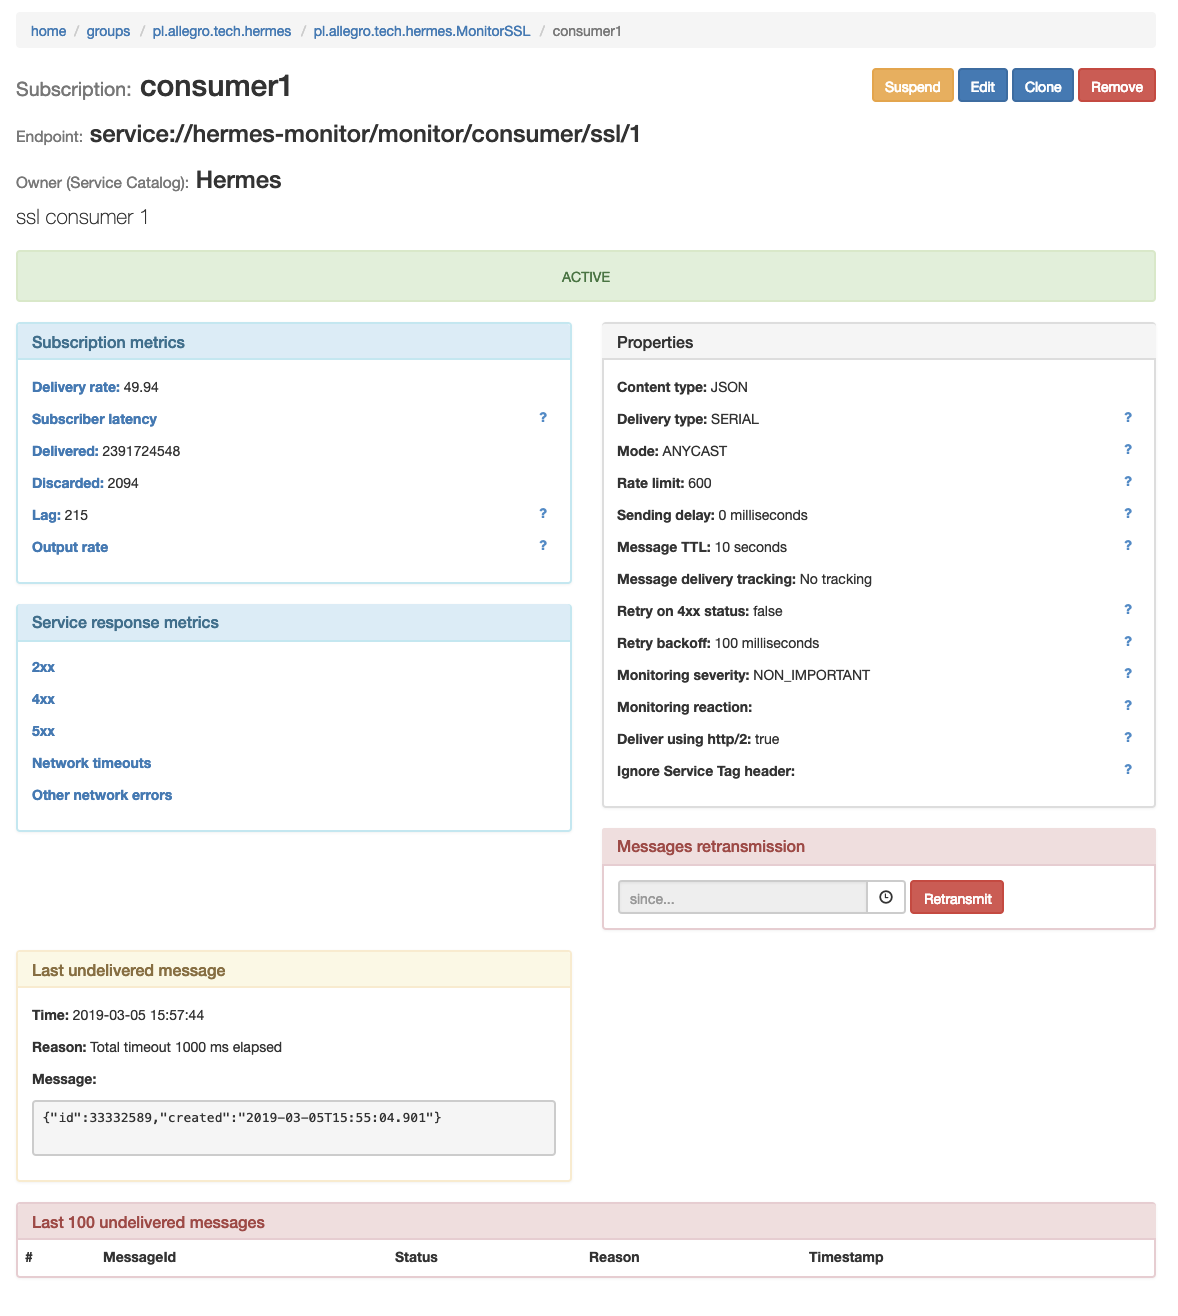 home / groups / pl.allegro.tech.hermes / pl.allegro.tech.hermes.MonitorSSL / consumer1
Subscription: consumer1
Suspend Edit Clone Remove
Endpoint: service://hermes-monitor/monitor/consumer/ssl/1
Owner (Service Catalog): Hermes
ssl consumer 1
ACTIVE
Subscription metrics
Delivery rate: 49.94
Subscriber latency ?
Delivered: 2391724548
Discarded: 2094
Lag: 215 ?
Output rate ?
Service response metrics
2xx
4xx
5xx
Network timeouts
Other network errors
Properties
Content type: JSON
Delivery type: SERIAL ?
Mode: ANYCAST ?
Rate limit: 600 ?
Sending delay: 0 milliseconds ?
Message TTL: 10 seconds ?
Message delivery tracking: No tracking
Retry on 4xx status: false ?
Retry backoff: 100 milliseconds ?
Monitoring severity: NON_IMPORTANT ?
Monitoring reaction: ?
Deliver using http/2: true ?
Ignore Service Tag header: ?
Messages retransmission
since... Retransmit
Last undelivered message
Time: 2019-03-05 15:57:44
Reason: Total timeout 1000 ms elapsed
Message:
{"id":33332589,"created":"2019-03-05T15:55:04.901"}
Last 100 undelivered messages
# MessageId Status Reason Timestamp